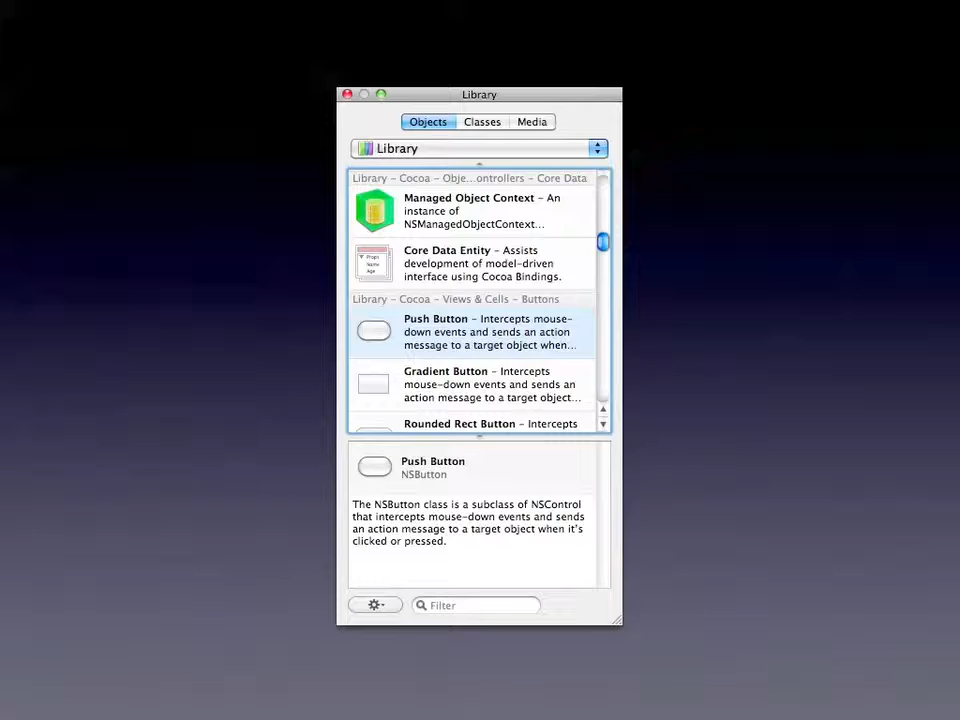 Library
Objects Classes Media
Library
Library – Cocoa – Obje...ontrollers – Core Data
Managed Object Context – An
instance of
NSManagedObjectContext...
Props
Name
Age
Core Data Entity – Assists
development of model-driven
interface using Cocoa Bindings.
Library – Cocoa – Views & Cells – Buttons
Push Button – Intercepts mouse-
down events and sends an action
message to a target object when...
Gradient Button – Intercepts
mouse-down events and sends an
action message to a target object...
Rounded Rect Button – Intercepts
Push Button
NSButton
The NSButton class is a subclass of NSControl
that intercepts mouse-down events and sends
an action message to a target object when it's
clicked or pressed.
Filter